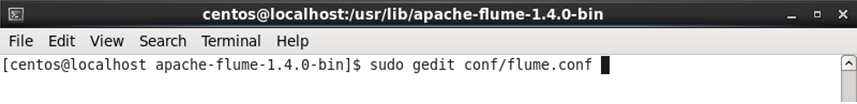 centos@localhost:/usr/lib/apache-flume-1.4.0-bin
File Edit View Search Terminal Help
[centos@localhost apache-flume-1.4.0-bin]$ sudo gedit conf/flume.conf